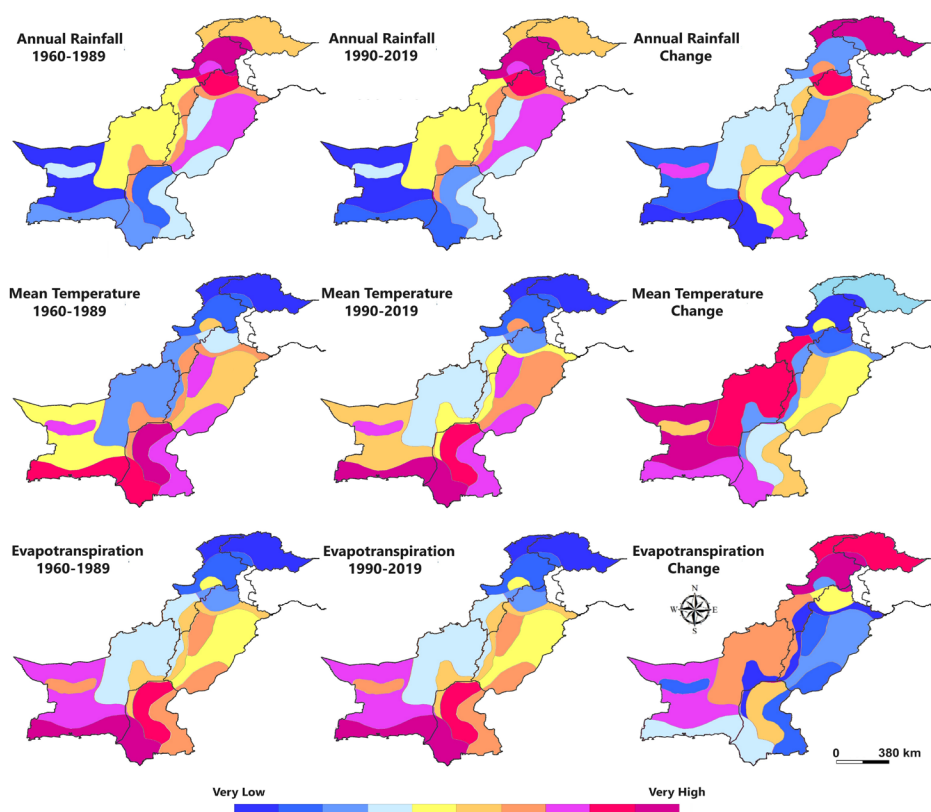 Annual Rainfall
1960-1989
Annual Rainfall
1990-2019
Annual Rainfall
Change
Mean Temperature
1960-1989
Mean Temperature
1990-2019
Mean Temperature
Change
Evapotranspiration
1960-1989
Evapotranspiration
1990-2019
Evapotranspiration
Change
N
W E
S
0 380 km
Very Low Very High